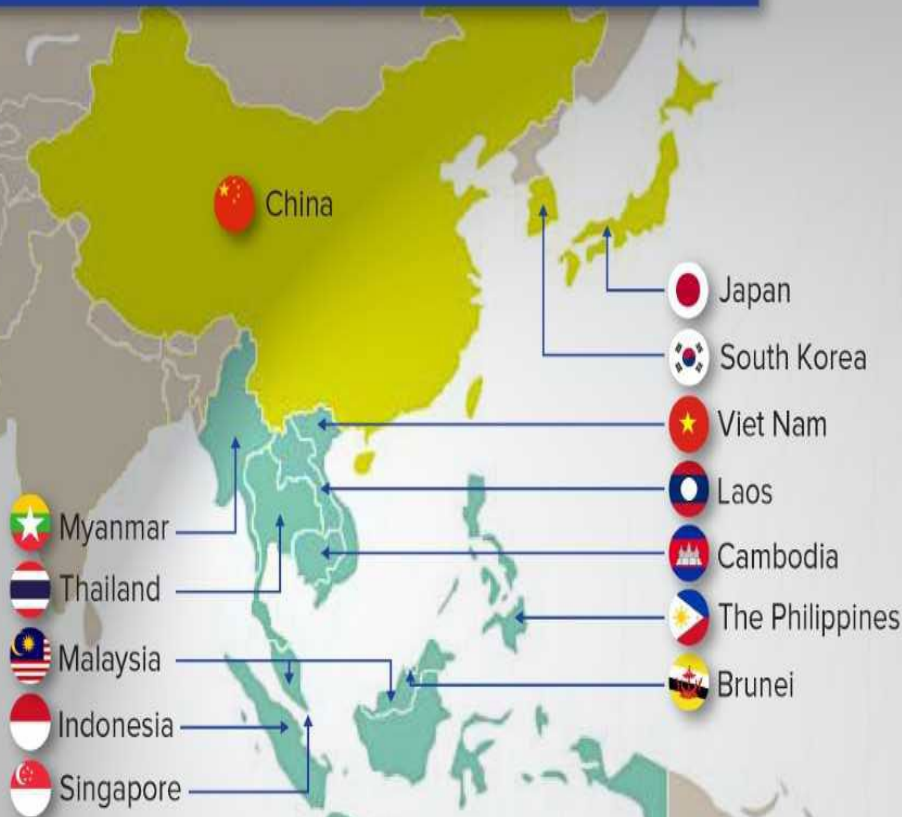 China
Japan
South Korea
Viet Nam
Laos
Cambodia
The Philippines
Brunei
Myanmar
Thailand
Malaysia
Indonesia
Singapore